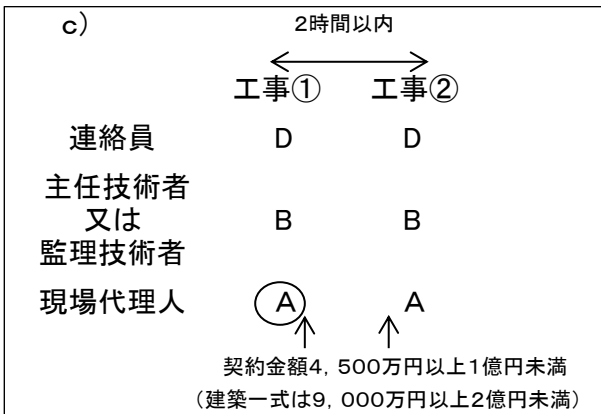 c)
2時間以内
工事① 工事②
連絡員 D D
主任技術者
又は B B
監理技術者
現場代理人 A A
契約金額4,500万円以上1億円未満
(建築一式は9,000万円以上2億円未満)